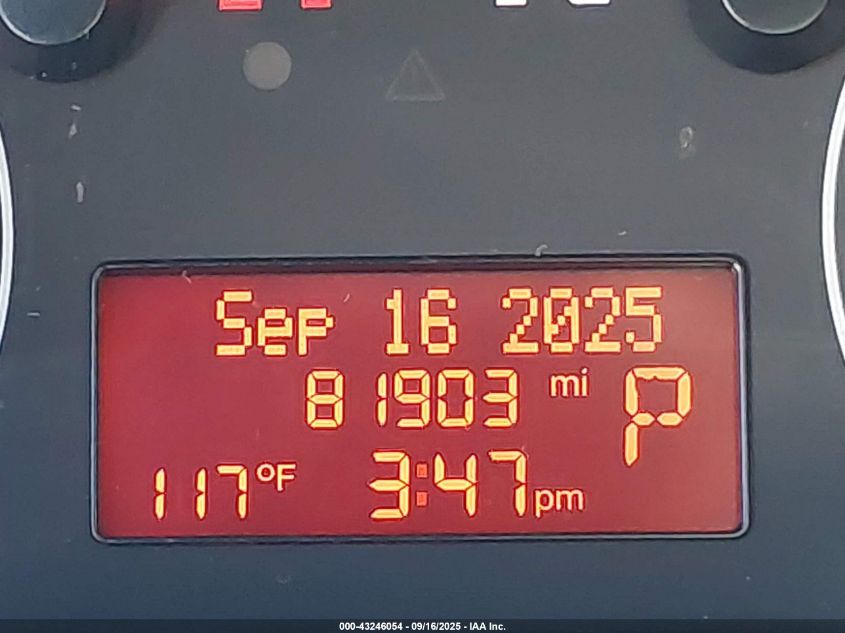 Sep 16 2025
81903 mi P
117°F 3:47pm
000-43246054 - 09/16/2025 - IAA Inc.